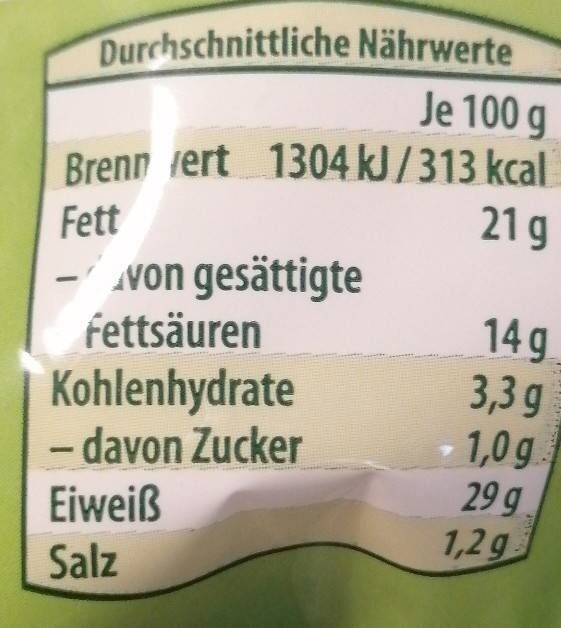 Durchschnittliche Nährwerte
Je 100 g
Brennwert 1304 kJ / 313 kcal
Fett 21 g
– davon gesättigte
Fettsäuren 14 g
Kohlenhydrate 3,3 g
– davon Zucker 1,0 g
Eiweiß 29 g
Salz 1,2 g